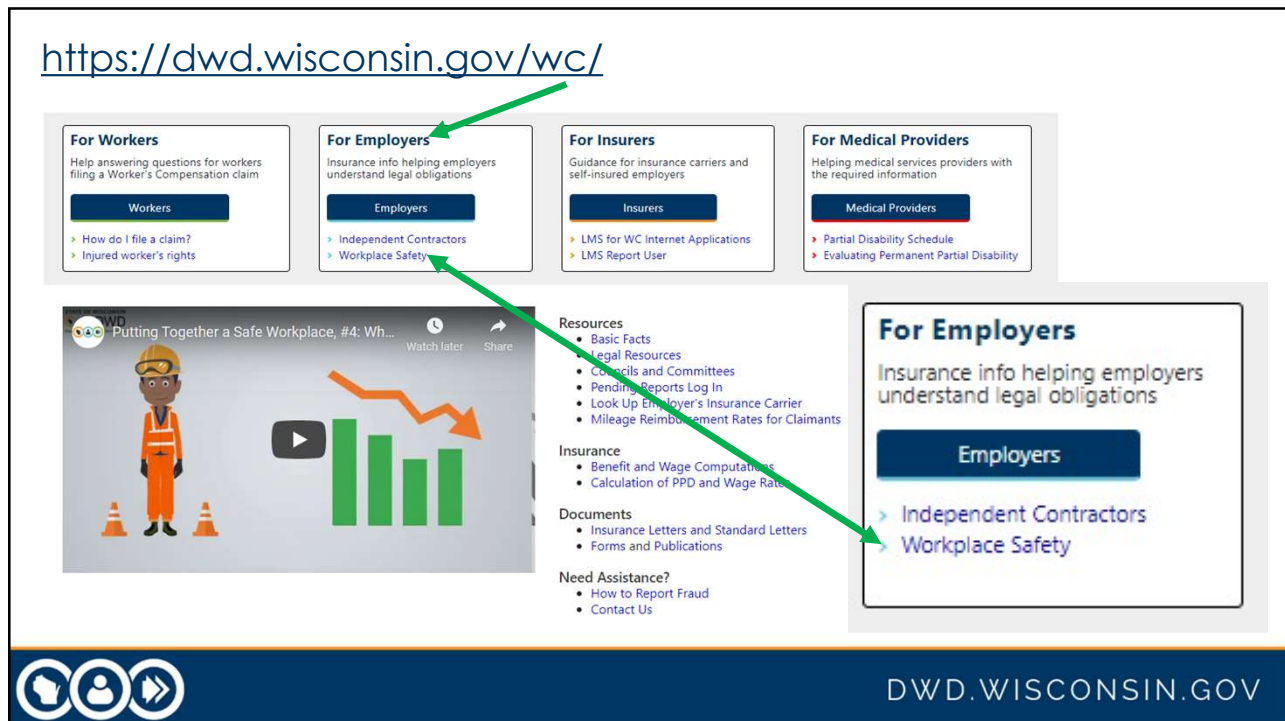 https://dwd.wisconsin.gov/wc/
For Workers
Help answering questions for workers
filing a Worker's Compensation claim
Workers
How do I file a claim?
Injured worker's rights
For Employers
Insurance info helping employers
understand legal obligations
Employers
Independent Contractors
Workplace Safety
For Insurers
Guidance for insurance carriers and
self-insured employers
Insurers
LMS for WC Internet Applications
LMS Report User
For Medical Providers
Helping medical services providers with
the required information
Medical Providers
Partial Disability Schedule
Evaluating Permanent Partial Disability
Putting Together a Safe Workplace, #4: Wh...
Watch later
Share
Resources
Basic Facts
Legal Resources
Councils and Committees
Pending Reports Log In
Look Up Employer's Insurance Carrier
Mileage Reimbursement Rates for Claimants
Insurance
Benefit and Wage Computations
Calculation of PPD and Wage Rates
Documents
Insurance Letters and Standard Letters
Forms and Publications
Need Assistance?
How to Report Fraud
Contact Us
For Employers
Insurance info helping employers
understand legal obligations
Employers
Independent Contractors
Workplace Safety
DWD.WISCONSIN.GOV